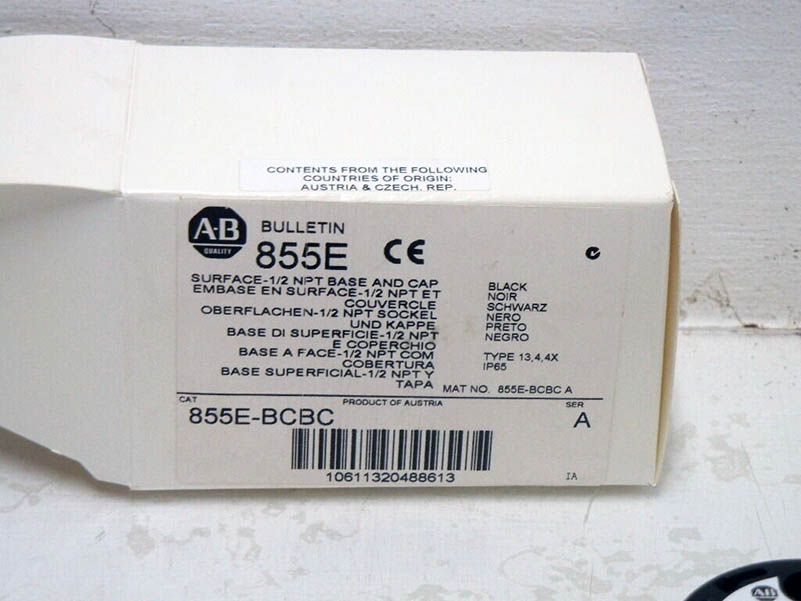 CONTENTS FROM THE FOLLOWING
COUNTRIES OF ORIGIN:
AUSTRIA & CZECH. REP.
A-B
QUALITY
BULLETIN
855E CE
SURFACE-1/2 NPT BASE AND CAP
EMBASE EN SURFACE-1/2 NPT ET
COUVERCLE
OBERFLACHEN-1/2 NPT SOCKEL
UND KAPPE
BASE DI SUPERFICIE-1/2 NPT
E COPERCHIO
BASE A FACE-1/2 NPT COM
COBERTURA
BASE SUPERFICIAL-1/2 NPT Y
TAPA
BLACK
NOIR
SCHWARZ
NERO
PRETO
NEGRO
TYPE 13,4,4X
IP65
MAT NO. 855E-BCBC A
CAT
PRODUCT OF AUSTRIA
SER
855E-BCBC
A
10611320488613
IA
A-B